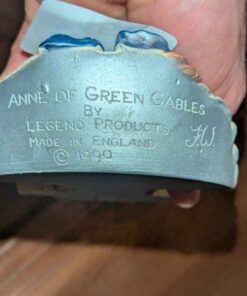 ANNE OF GREEN GABLES
BY
LEGEND PRODUCTS
F.W.
MADE IN ENGLAND
© 1990